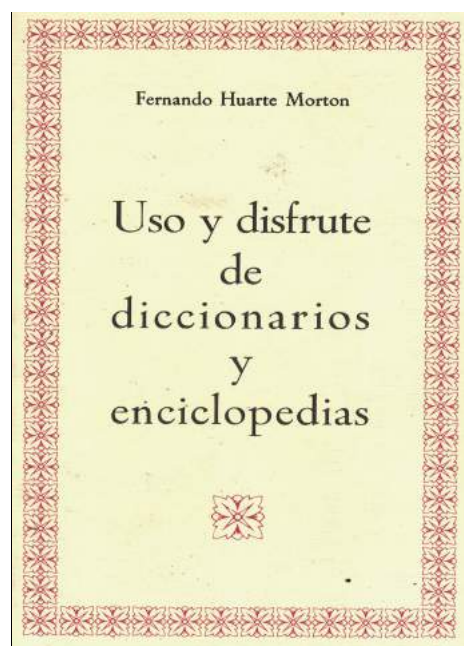 Fernando Huarte Morton
Uso y disfrute
de
diccionarios
y
enciclopedias